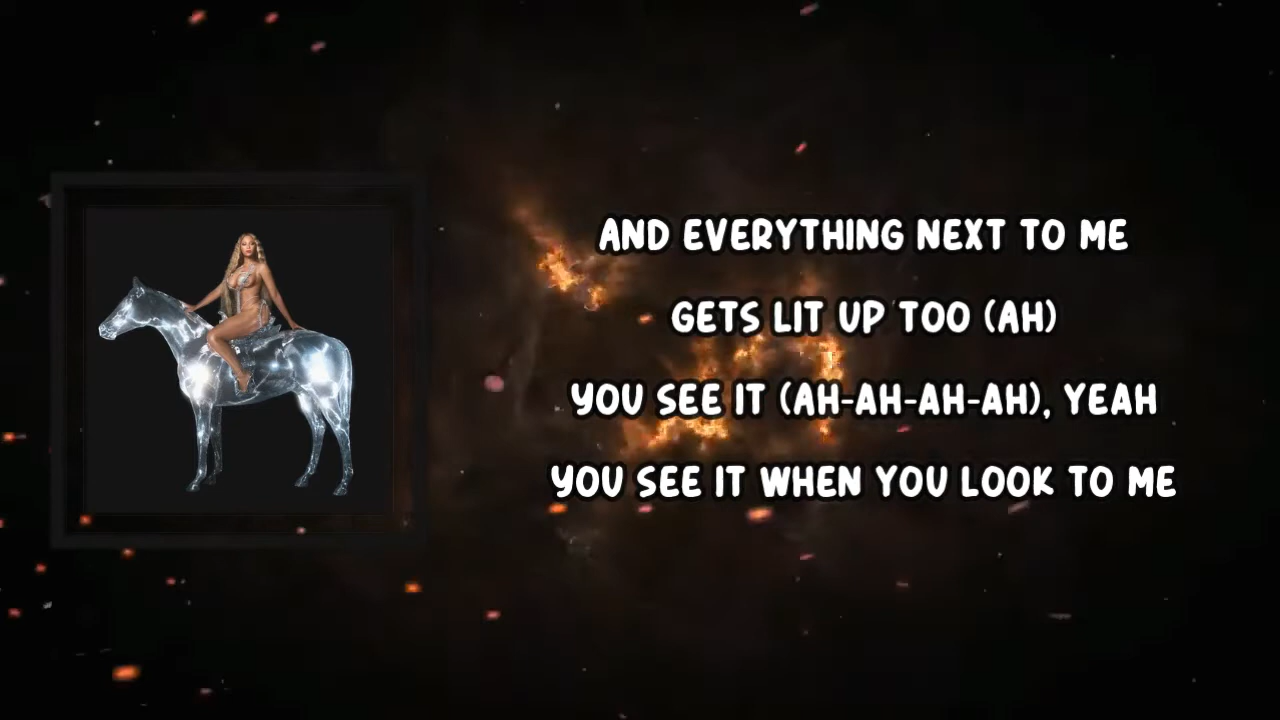 AND EVERYTHING NEXT TO ME
GETS LIT UP TOO (AH)
YOU SEE IT (AH-AH-AH-AH), YEAH
YOU SEE IT WHEN YOU LOOK TO ME